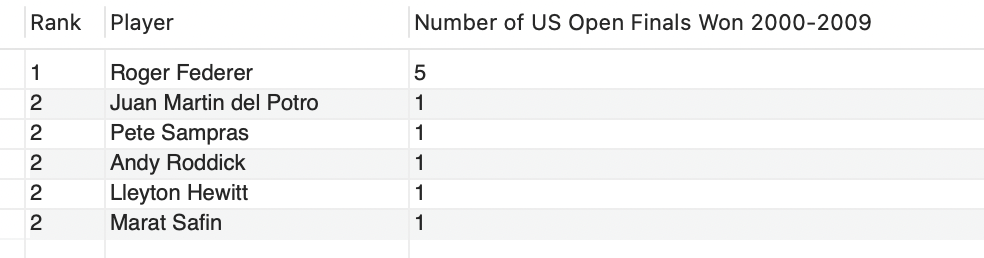 Rank Player Number of US Open Finals Won 2000-2009
1 Roger Federer 5
2 Juan Martin del Potro 1
2 Pete Sampras 1
2 Andy Roddick 1
2 Lleyton Hewitt 1
2 Marat Safin 1